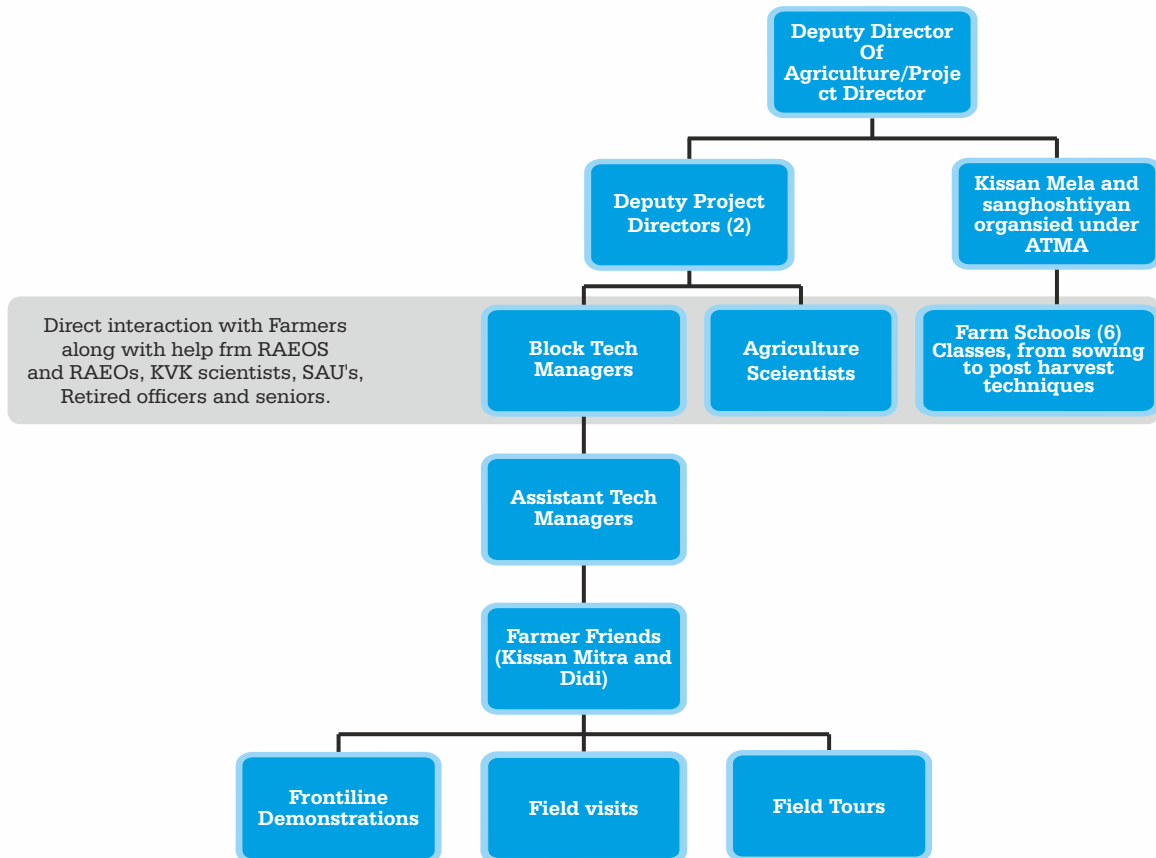 Deputy Director
Of
Agriculture/Proje
ct Director
Deputy Project
Directors (2)
Kissan Mela and
sanghoshtiyan
organsied under
ATMA
Direct interaction with Farmers
along with help frm RAEOS
and RAEOs, KVK scientists, SAU's,
Retired officers and seniors.
Block Tech
Managers
Agriculture
Sceientists
Farm Schools (6)
Classes, from sowing
to post harvest
techniques
Assistant Tech
Managers
Farmer Friends
(Kissan Mitra and
Didi)
Frontiline
Demonstrations
Field visits
Field Tours